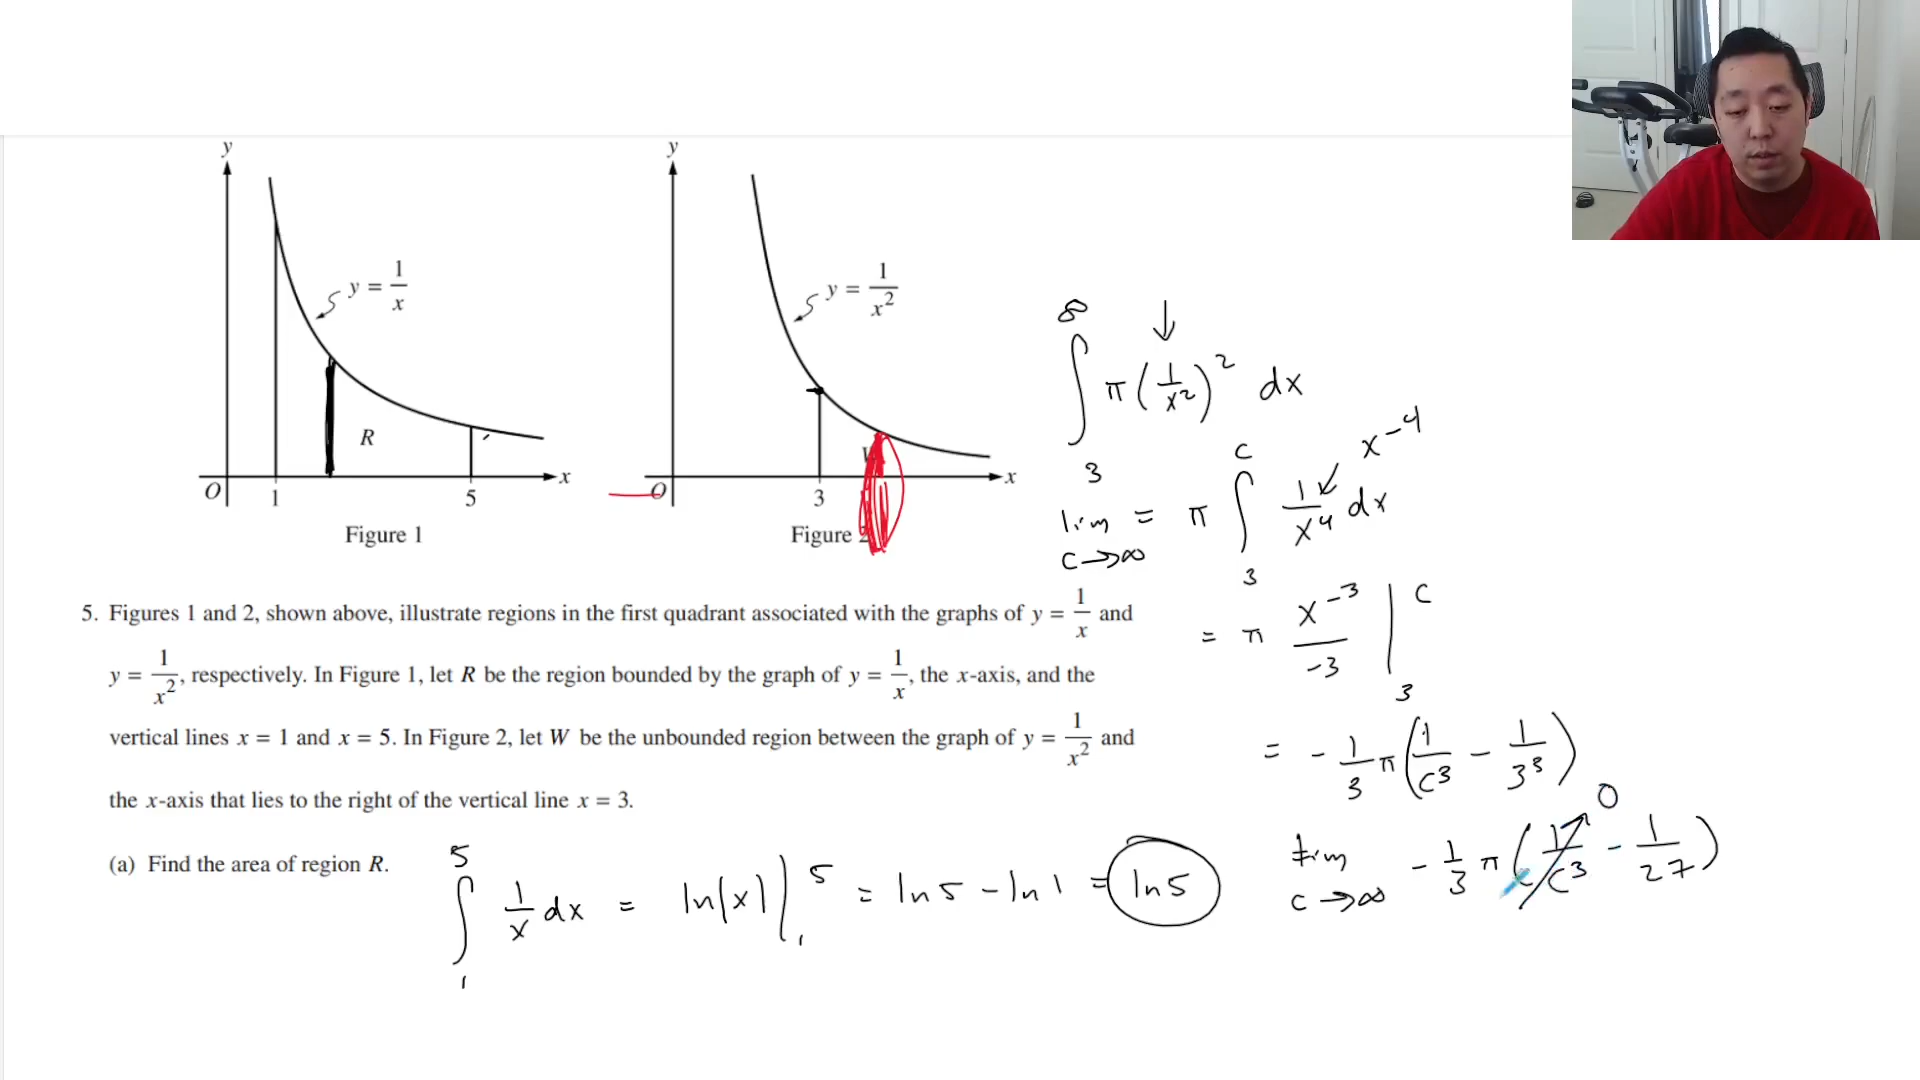 y
y = 1/x
R
O 1 5 x
Figure 1
y
y = 1/x²
O 3 x
Figure
5. Figures 1 and 2, shown above, illustrate regions in the first quadrant associated with the graphs of y = 1/x and
y = 1/x², respectively. In Figure 1, let R be the region bounded by the graph of y = 1/x, the x-axis, and the
vertical lines x = 1 and x = 5. In Figure 2, let W be the unbounded region between the graph of y = 1/x² and
the x-axis that lies to the right of the vertical line x = 3.
(a) Find the area of region R.
∫₁⁵ 1/x dx = ln|x| |₁⁵ = ln 5 − ln 1 = ln 5
∫₃^∞ π(1/x²)² dx
x⁻⁴
lim c→∞ = π ∫₃^c 1/x⁴ dx
= π x⁻³/−3 |₃^c
= −1/3 π(1/c³ − 1/3³)
0
lim c→∞ −1/3 π(1/c³ − 1/27)